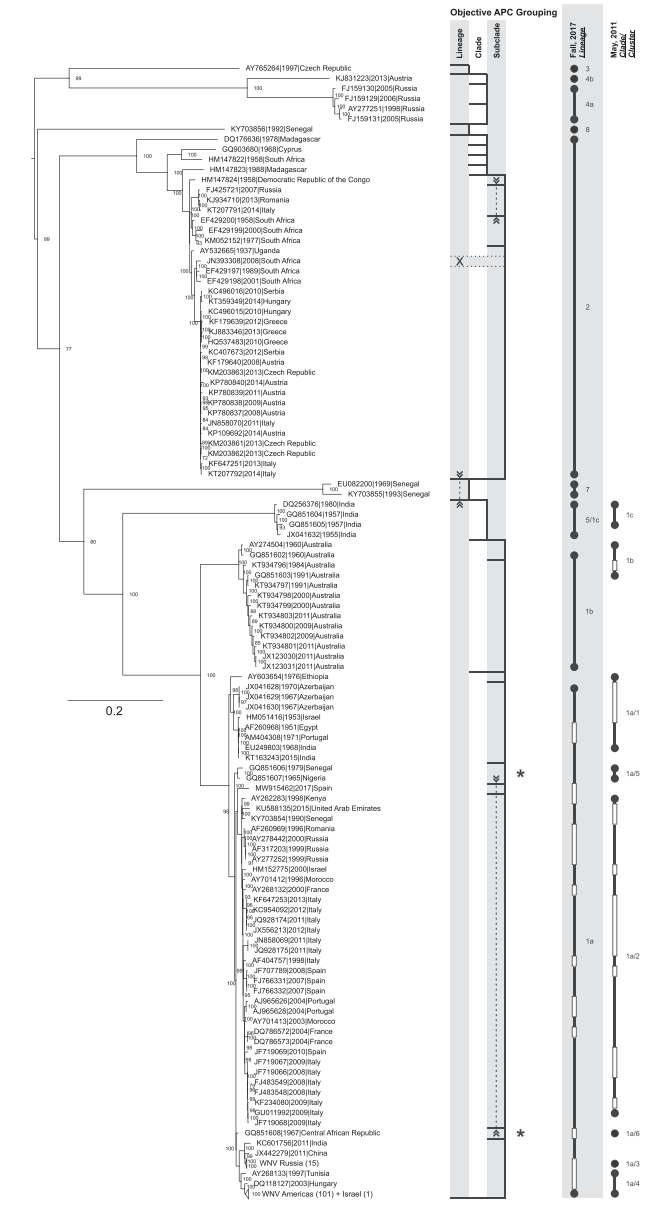 Objective APC Grouping
Lineage
Clade
Subclade
Fall, 2017
Lineage
May, 2011
Clade/
Cluster
AY765264|1997|Czech Republic
KJ831223|2013|Austria
FJ159130|2005|Russia
FJ159129|2006|Russia
AY277251|1998|Russia
FJ159131|2005|Russia
KY703856|1992|Senegal
DQ176636|1978|Madagascar
GQ903680|1968|Cyprus
HM147822|1958|South Africa
HM147823|1988|Madagascar
HM147824|1958|Democratic Republic of the Congo
FJ425721|2007|Russia
KJ934710|2013|Romania
KT207791|2014|Italy
EF429200|1958|South Africa
EF429199|2000|South Africa
KM052152|1977|South Africa
AY532665|1937|Uganda
JN393308|2008|South Africa
EF429197|1989|South Africa
EF429198|2001|South Africa
KC496016|2010|Serbia
KT359349|2014|Hungary
KC496015|2010|Hungary
KF179639|2012|Greece
KJ883346|2013|Greece
HQ537483|2010|Greece
KC407673|2012|Serbia
KF179640|2008|Austria
KM203863|2013|Czech Republic
KP780840|2014|Austria
KP780839|2011|Austria
KP780838|2009|Austria
KP780837|2008|Austria
JN858070|2011|Italy
KP109692|2014|Austria
KM203861|2013|Czech Republic
KM203862|2013|Czech Republic
KF647251|2013|Italy
KT207792|2014|Italy
EU082200|1969|Senegal
KY703855|1993|Senegal
DQ256376|1980|India
GQ851604|1957|India
GQ851605|1957|India
JX041632|1955|India
AY274504|1960|Australia
GQ851602|1960|Australia
KT934796|1984|Australia
GQ851603|1991|Australia
KT934797|1991|Australia
KT934798|2000|Australia
KT934799|2000|Australia
KT934803|2011|Australia
KT934800|2009|Australia
KT934802|2009|Australia
KT934801|2011|Australia
JX123030|2011|Australia
JX123031|2011|Australia
AY603654|1976|Ethiopia
JX041628|1970|Azerbaijan
JX041629|1967|Azerbaijan
JX041630|1967|Azerbaijan
HM051416|1953|Israel
AF260968|1951|Egypt
AM404308|1971|Portugal
EU249803|1968|India
KT163243|2015|India
GQ851606|1979|Senegal
GQ851607|1965|Nigeria
MW915462|2017|Spain
AY262283|1998|Kenya
KU588135|2015|United Arab Emirates
KY703854|1990|Senegal
AF260969|1996|Romania
AY278442|2000|Russia
AF317203|1999|Russia
AY277252|1999|Russia
HM152775|2000|Israel
AY701412|1996|Morocco
AY268132|2000|France
KF647253|2013|Italy
KC954092|2012|Italy
JQ928174|2011|Italy
JX556213|2012|Italy
JN858069|2011|Italy
JQ928175|2011|Italy
AF404757|1998|Italy
JF707789|2008|Spain
FJ766331|2007|Spain
FJ766332|2007|Spain
AJ965626|2004|Portugal
AJ965628|2004|Portugal
AY701413|2003|Morocco
DQ786572|2004|France
DQ786573|2004|France
JF719069|2010|Spain
JF719067|2009|Italy
JF719066|2008|Italy
FJ483549|2008|Italy
FJ483548|2008|Italy
KF234080|2009|Italy
GU011992|2009|Italy
JF719068|2009|Italy
GQ851608|1967|Central African Republic
KC601756|2011|India
JX442279|2011|China
WNV Russia (15)
AY268133|1997|Tunisia
DQ118127|2003|Hungary
WNV Americas (101) + Israel (1)
0.2
99
100
99
77
80
100
100
X
*
*
3
4b
4a
8
2
7
5/1c
1b
1a
1c
1b
1a/1
1a/5
1a/2
1a/6
1a/3
1a/4